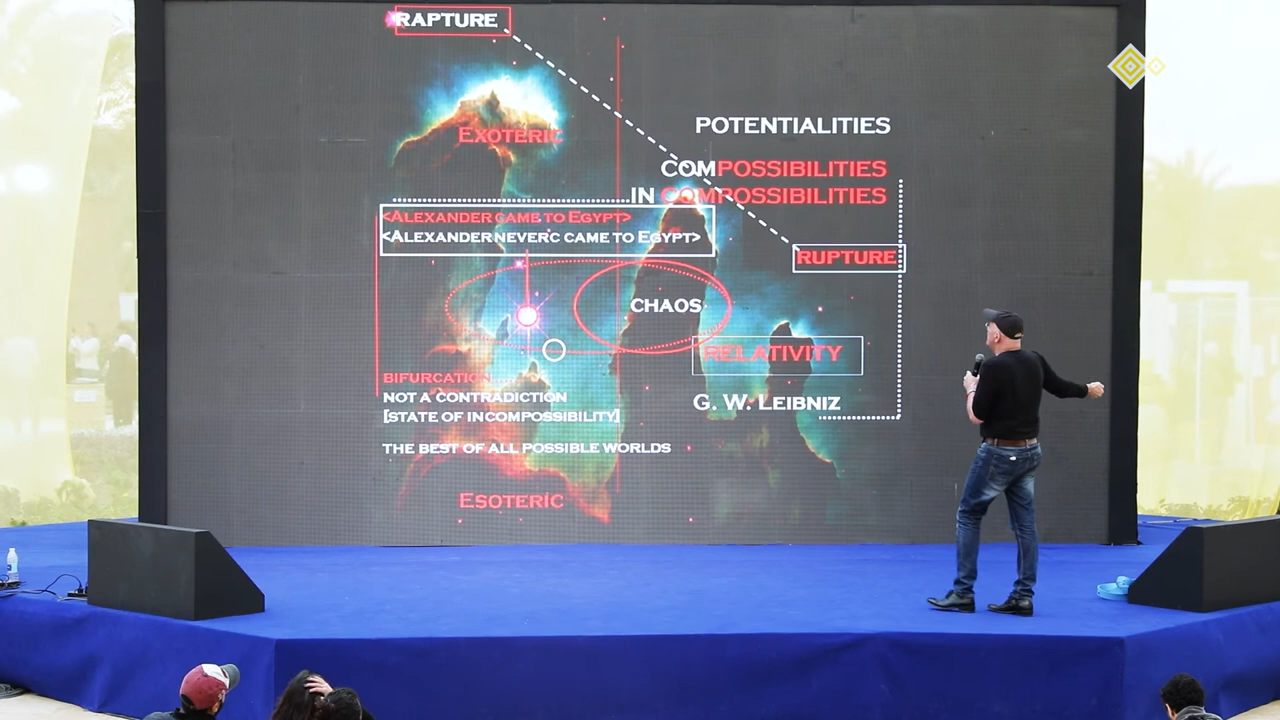 RAPTURE
EXOTERIC
POTENTIALITIES
COMPOSSIBILITIES
IN COMPOSSIBILITIES
<ALEXANDER CAME TO EGYPT>
<ALEXANDER NEVERC CAME TO EGYPT>
RUPTURE
CHAOS
RELATIVITY
BIFURCATION
NOT A CONTRADICTION
[STATE OF INCOMPOSSIBILITY]
G. W. LEIBNIZ
THE BEST OF ALL POSSIBLE WORLDS
ESOTERIC